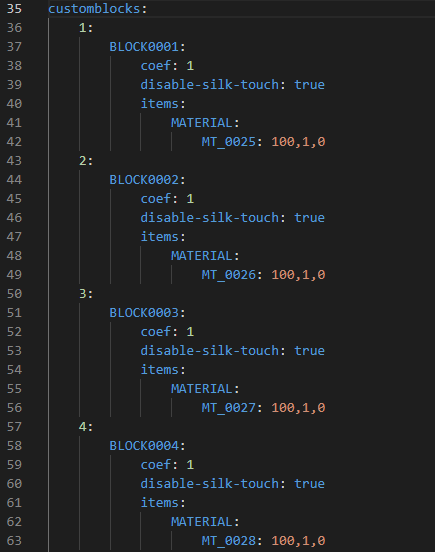 35 customblocks:
36     1:
37         BLOCK0001:
38             coef: 1
39             disable-silk-touch: true
40             items:
41                 MATERIAL:
42                     MT_0025: 100,1,0
43     2:
44         BLOCK0002:
45             coef: 1
46             disable-silk-touch: true
47             items:
48                 MATERIAL:
49                     MT_0026: 100,1,0
50     3:
51         BLOCK0003:
52             coef: 1
53             disable-silk-touch: true
54             items:
55                 MATERIAL:
56                     MT_0027: 100,1,0
57     4:
58         BLOCK0004:
59             coef: 1
60             disable-silk-touch: true
61             items:
62                 MATERIAL:
63                     MT_0028: 100,1,0